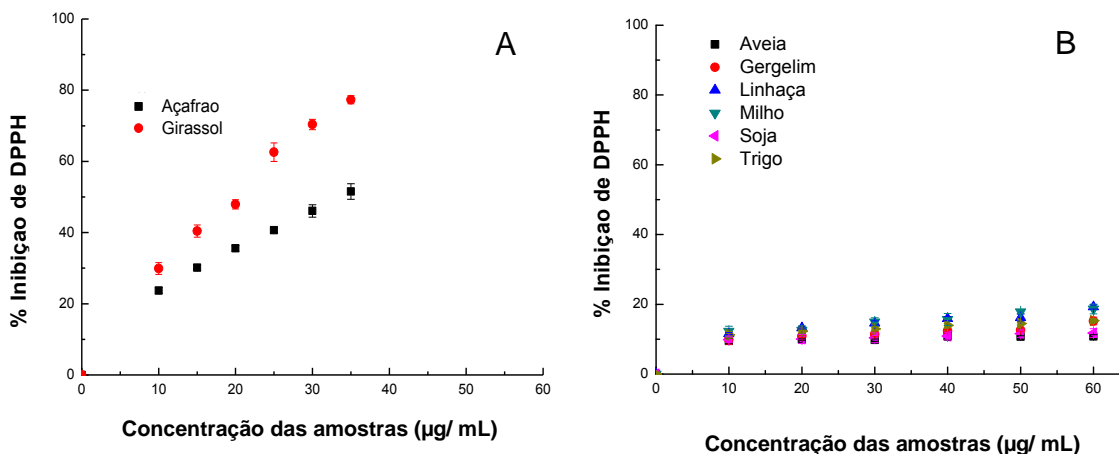 A
Açafrao
Girassol
% Inibiçao de DPPH
100
80
60
40
20
0
0 10 20 30 40 50 60
Concentração das amostras (µg/ mL)
B
Aveia
Gergelim
Linhaça
Milho
Soja
Trigo
% Inibiçao de DPPH
100
80
60
40
20
0
0 10 20 30 40 50 60
Concentração das amostras (µg/ mL)